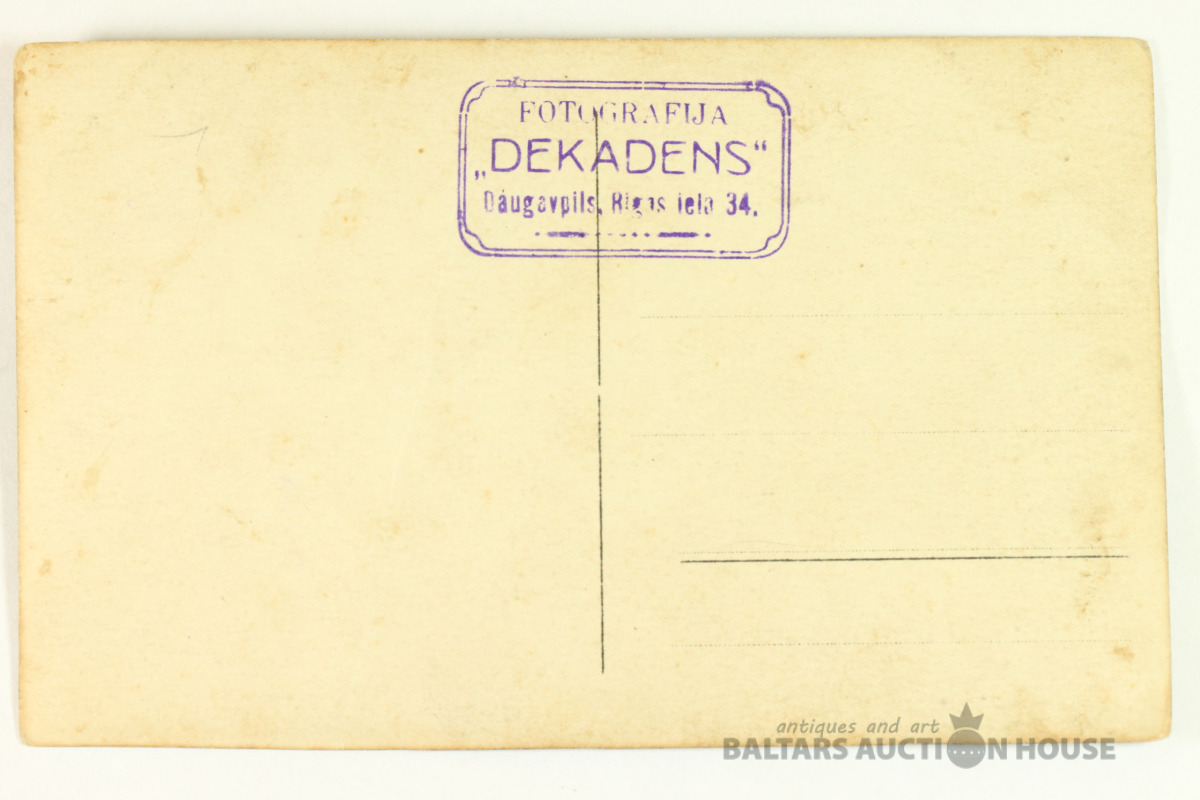 FOTOGRAFIJA
„DEKADENS“
Daugavpils, Rigas iela 34.
antiques and art
BALTARS AUCTION HOUSE